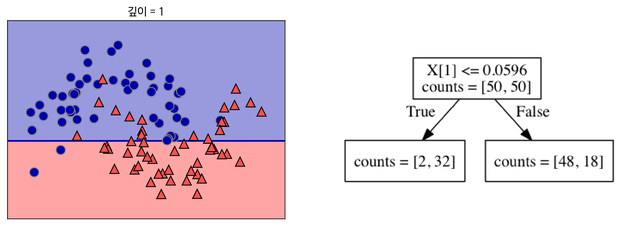 깊이 = 1
X[1] <= 0.0596
counts = [50, 50]
True
False
counts = [2, 32]
counts = [48, 18]